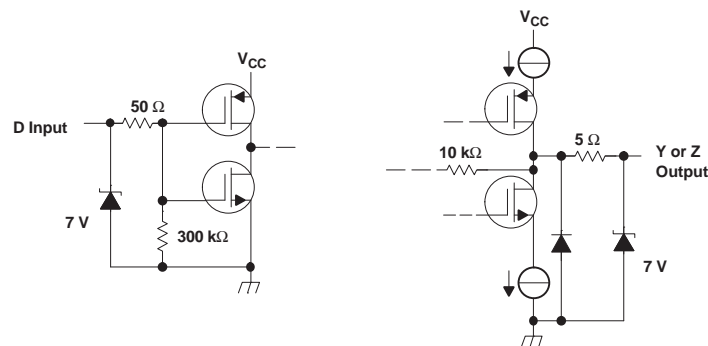 VCC
50 Ω
D Input
7 V
300 kΩ
VCC
10 kΩ
5 Ω
Y or Z
Output
7 V